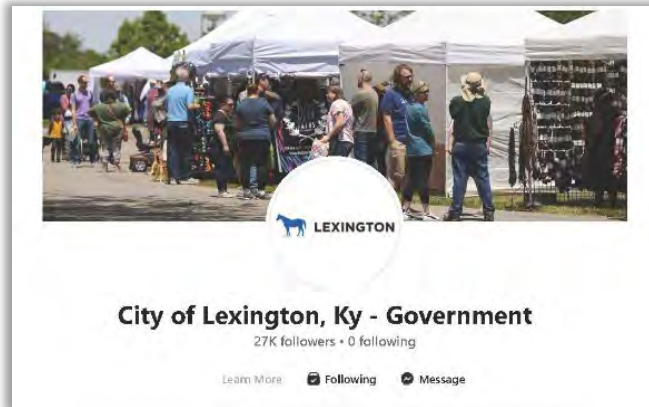 LEXINGTON
City of Lexington, Ky - Government
27K followers • 0 following
Learn More Following Message